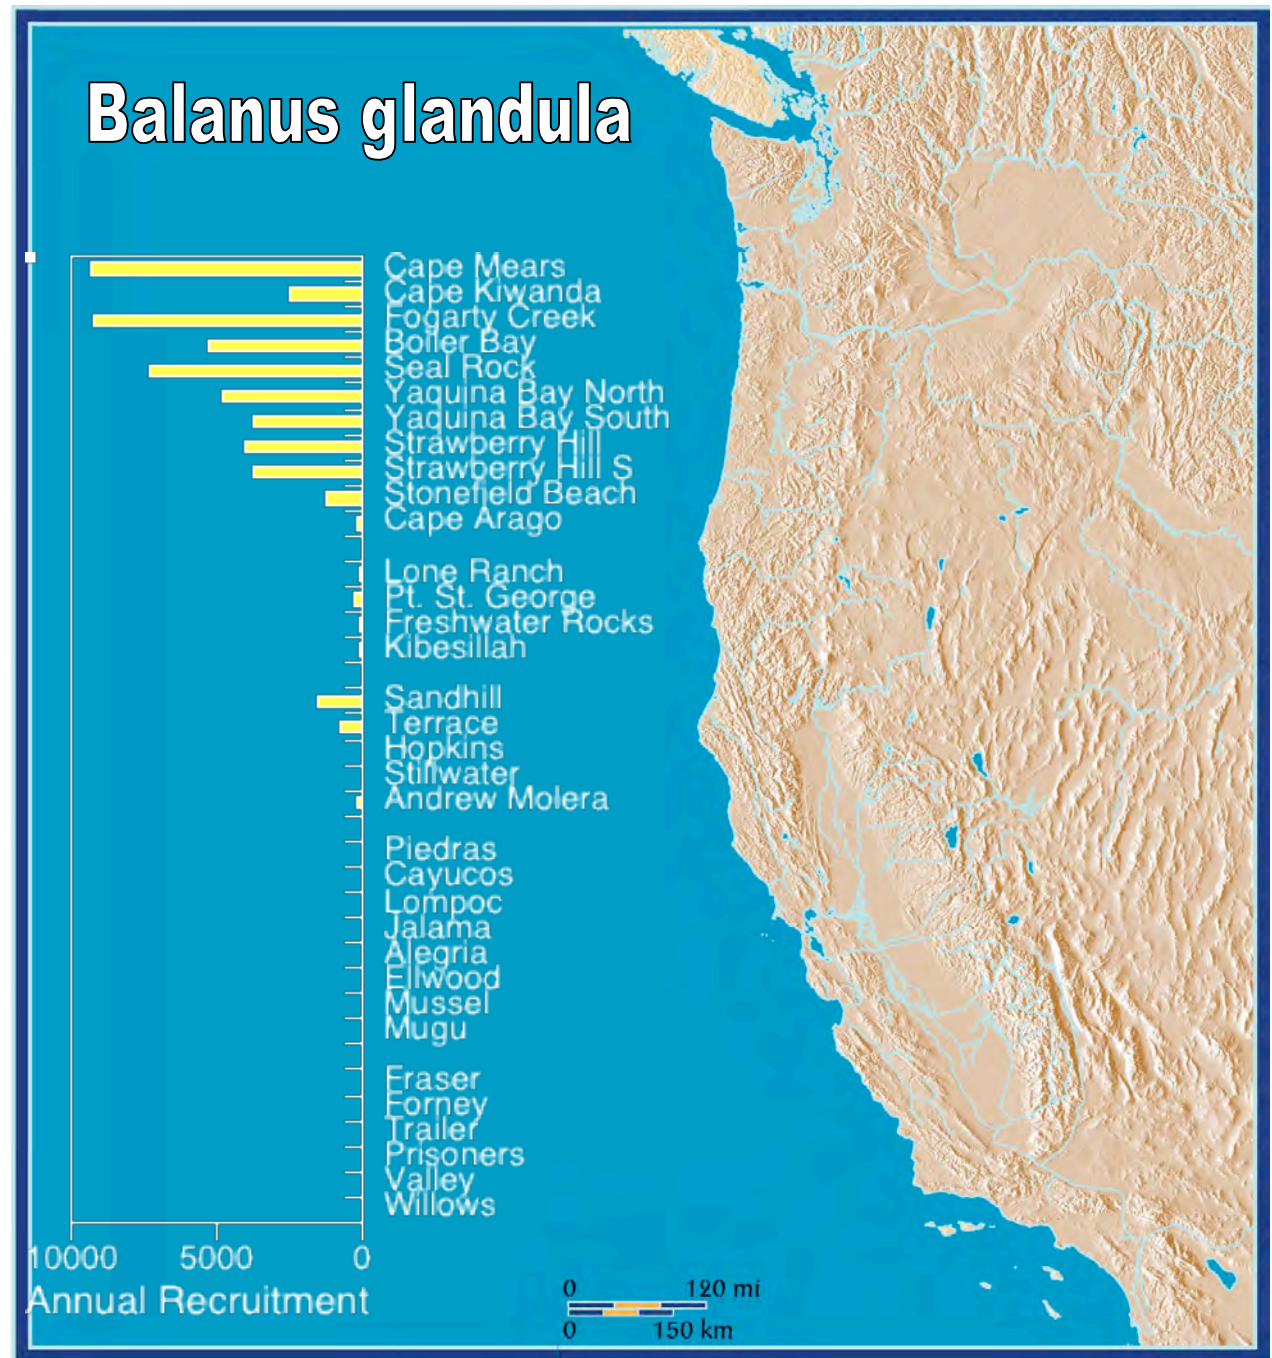 Balanus glandula
Cape Mears
Cape Kiwanda
Fogarty Creek
Boiler Bay
Seal Rock
Yaquina Bay North
Yaquina Bay South
Strawberry Hill
Strawberry Hill S
Stonefield Beach
Cape Arago
Lone Ranch
Pt. St. George
Freshwater Rocks
Kibesillah
Sandhill
Terrace
Hopkins
Stillwater
Andrew Molera
Piedras
Cayucos
Lompoc
Jalama
Alegria
Ellwood
Mussel
Mugu
Fraser
Forney
Trailer
Prisoners
Valley
Willows
10000 5000 0
Annual Recruitment
0 120 mi
0 150 km